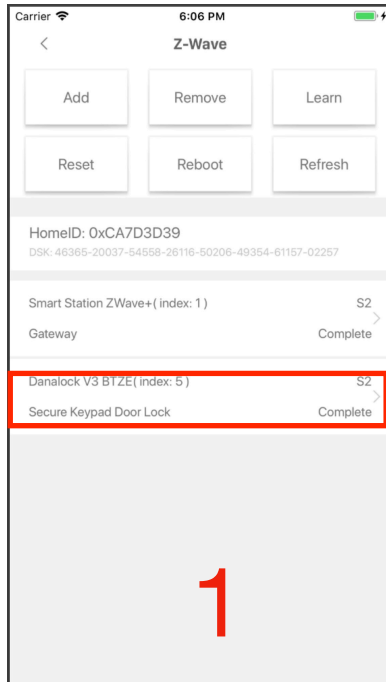 Carrier 6:06 PM
Z-Wave
Add Remove Learn
Reset Reboot Refresh
HomeID: 0xCA7D3D39
DSK: 46365-20037-54558-26116-50206-49354-61157-02257
Smart Station ZWave+( index: 1 ) S2
Gateway Complete
Danalock V3 BTZE( index: 5 ) S2
Secure Keypad Door Lock Complete
1